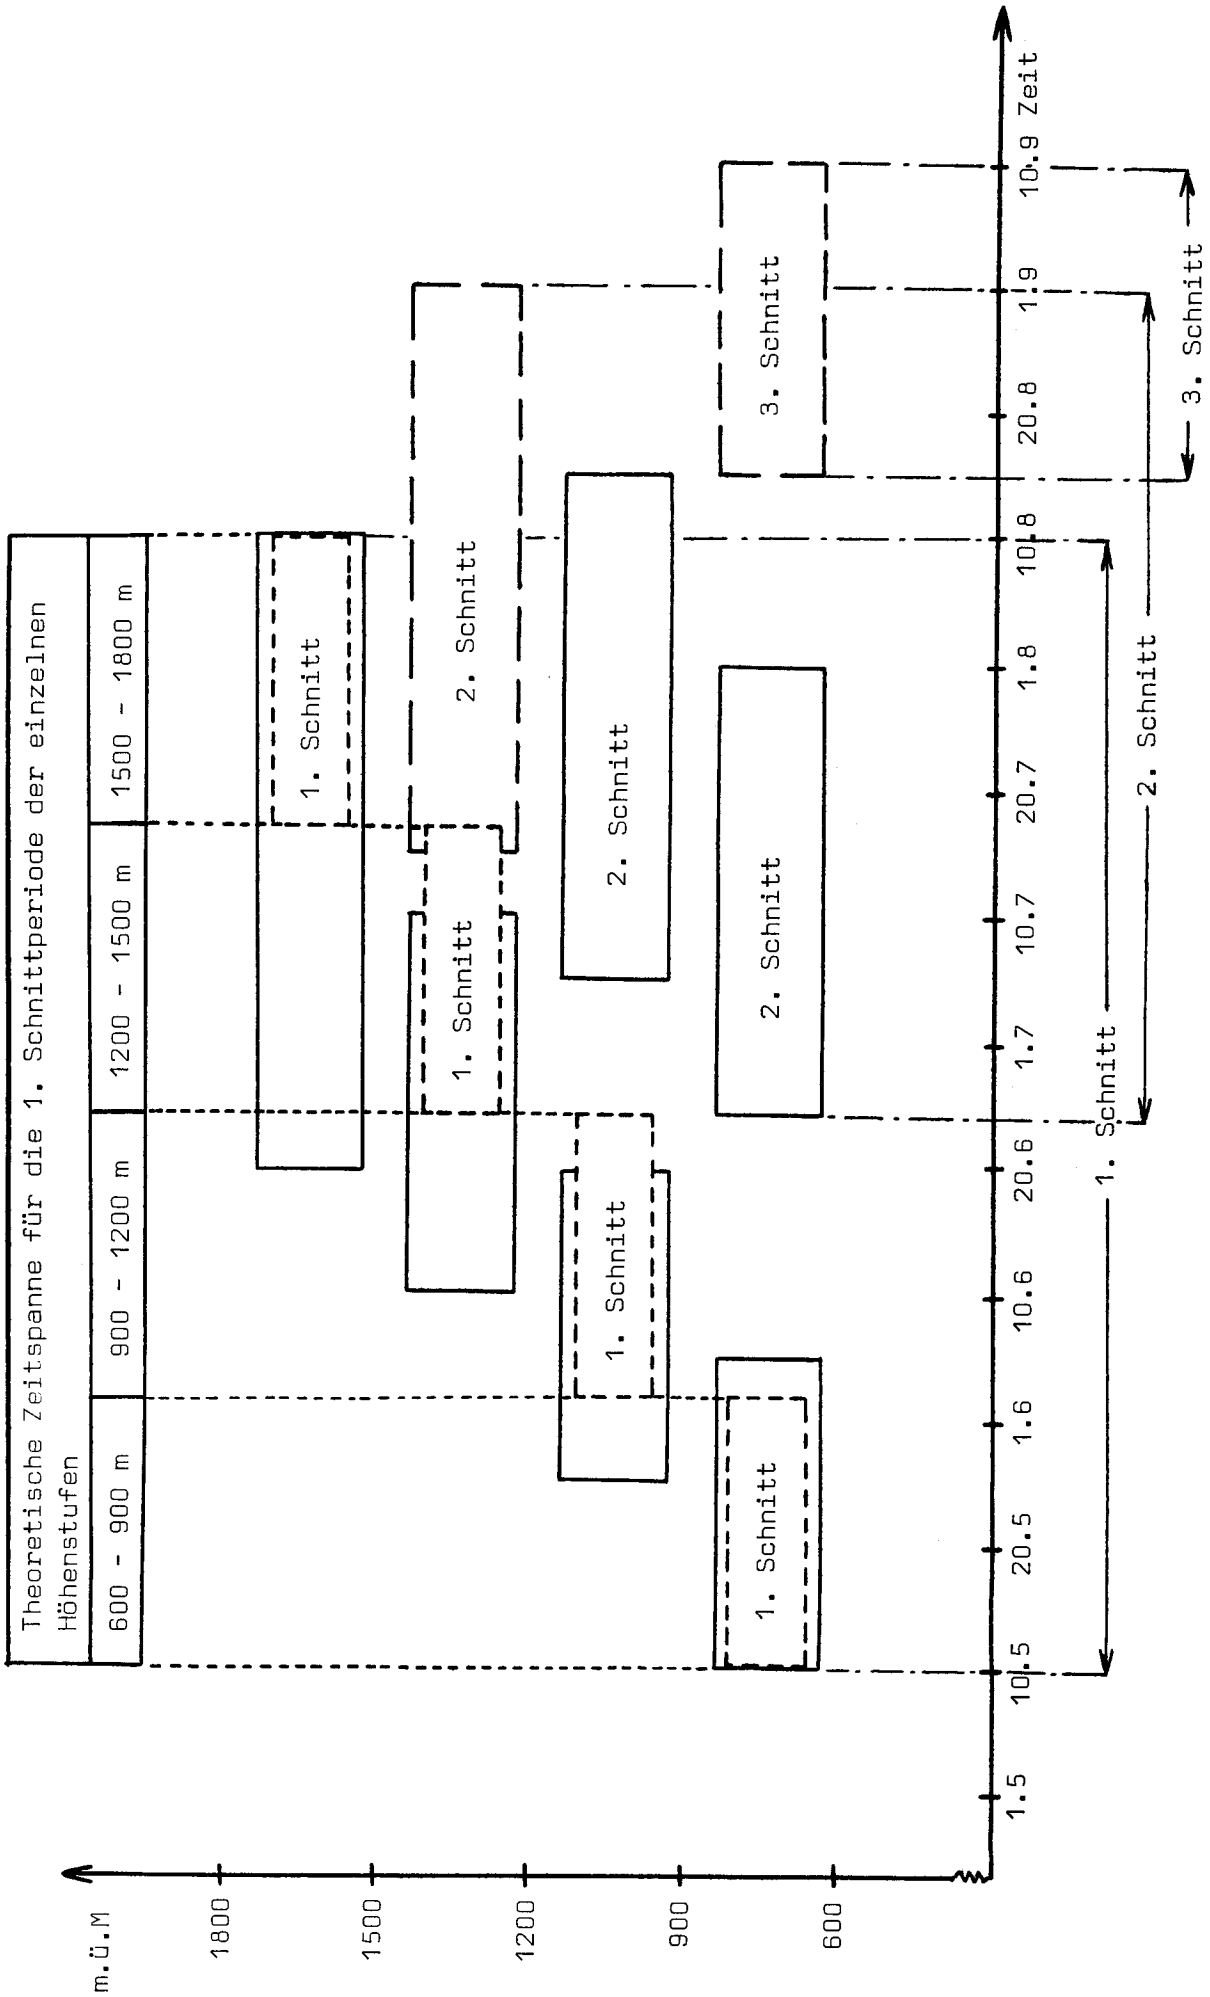 Theoretische Zeitspanne für die 1. Schnittperiode der einzelnen
Höhenstufen
600 - 900 m
900 - 1200 m
1200 - 1500 m
1500 - 1800 m
m.ü.M
1800
1500
1200
900
600
1. Schnitt
1. Schnitt
2. Schnitt
1. Schnitt
2. Schnitt
1. Schnitt
2. Schnitt
3. Schnitt
1.5
10.5
20.5
1.6
10.6
20.6
1.7
10.7
20.7
1.8
10.8
20.8
1.9
10.9
Zeit
1. Schnitt
2. Schnitt
3. Schnitt